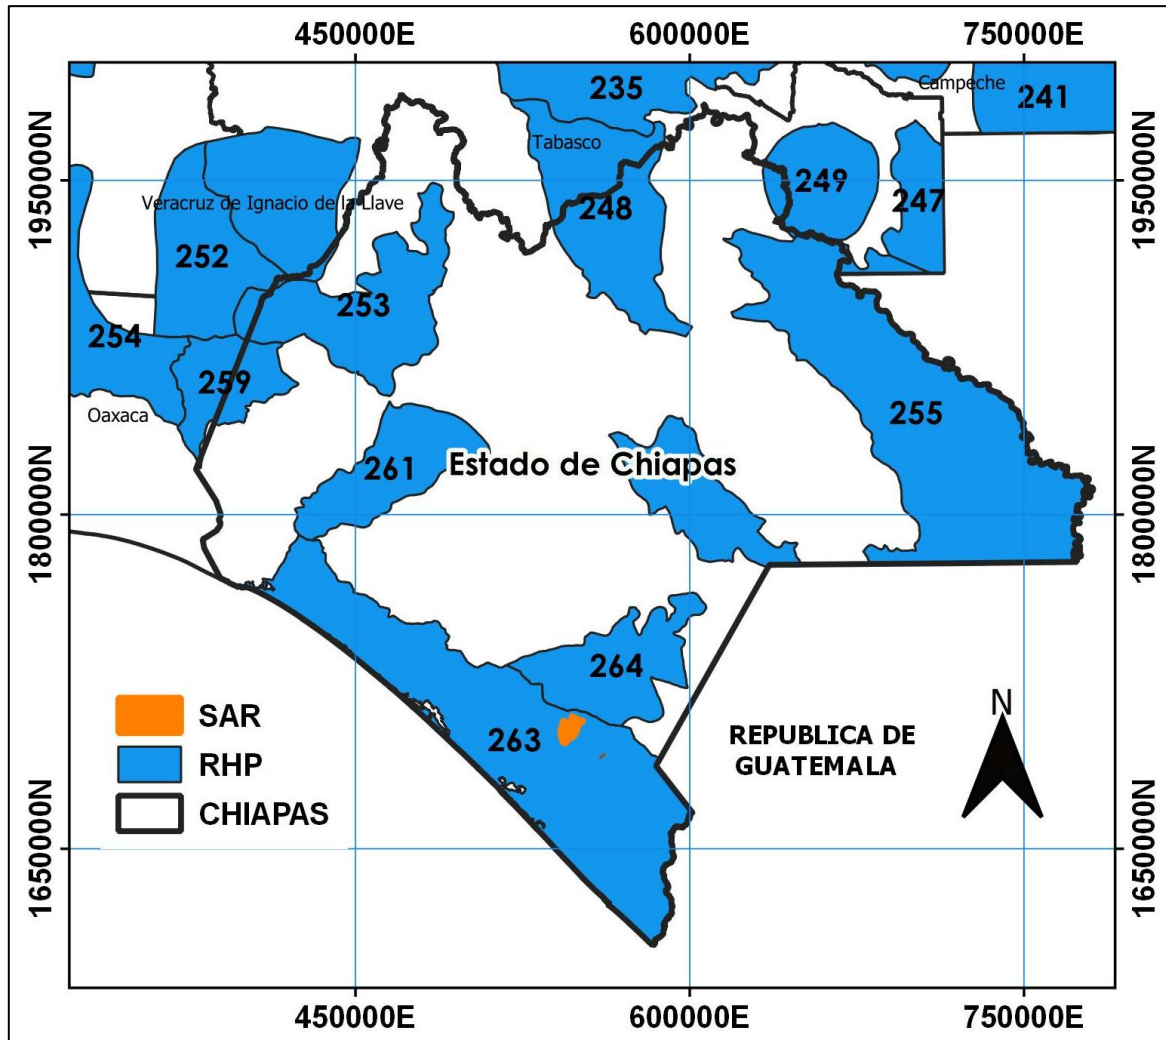 450000E 600000E 750000E
235
Campeche
241
Tabasco
1950000N
1950000N
249
247
Veracruz de Ignacio de la Llave
248
252
253
254
259
255
Oaxaca
261
Estado de Chiapas
1800000N
1800000N
264
N
SAR
263
REPUBLICA DE
GUATEMALA
RHP
CHIAPAS
1650000N
1650000N
450000E 600000E 750000E